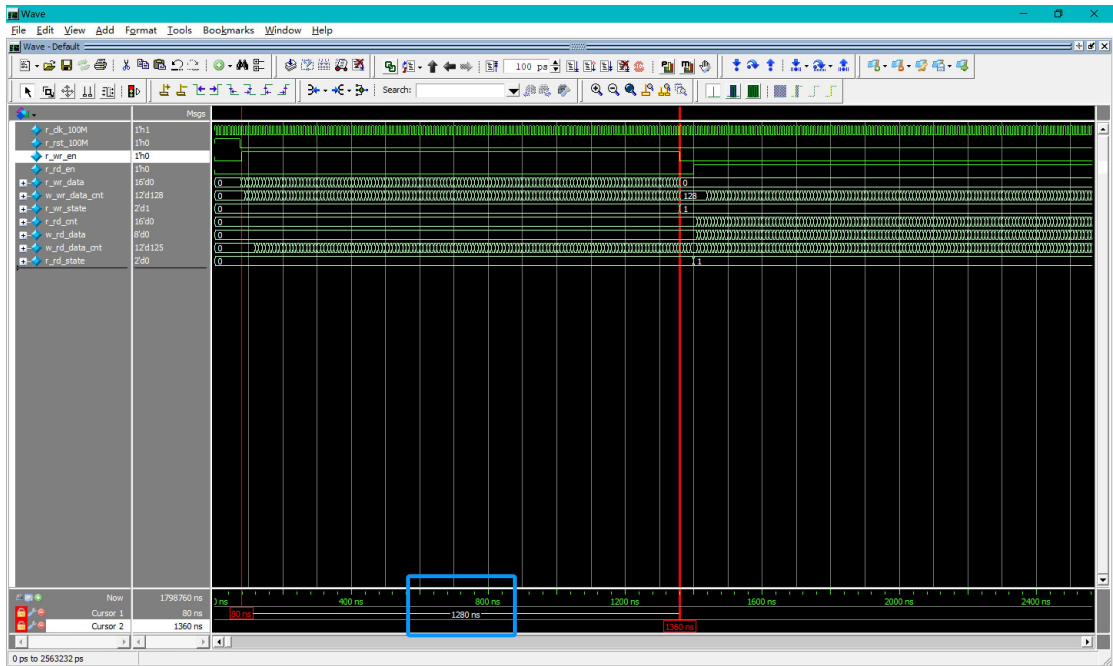 Wave
File Edit View Add Format Tools Bookmarks Window Help
Wave - Default
100 ps
Search:
Msgs
r_clk_100M 1'h1
r_rst_100M 1'h0
r_wr_en 1'h0
r_rd_en 1'h0
r_wr_data 16'd0 0 0
w_wr_data_cnt 12'd128 0 128
r_wr_state 2'd1 0 1
r_rd_cnt 16'd0 0
w_rd_data 8'd0 0
w_rd_data_cnt 12'd125 0
r_rd_state 2'd0 0 1
Now 1798760 ns ns 400 ns 800 ns 1200 ns 1600 ns 2000 ns 2400 ns
Cursor 1 80 ns 80 ns 1280 ns
Cursor 2 1360 ns 1360 ns
0 ps to 2563232 ps